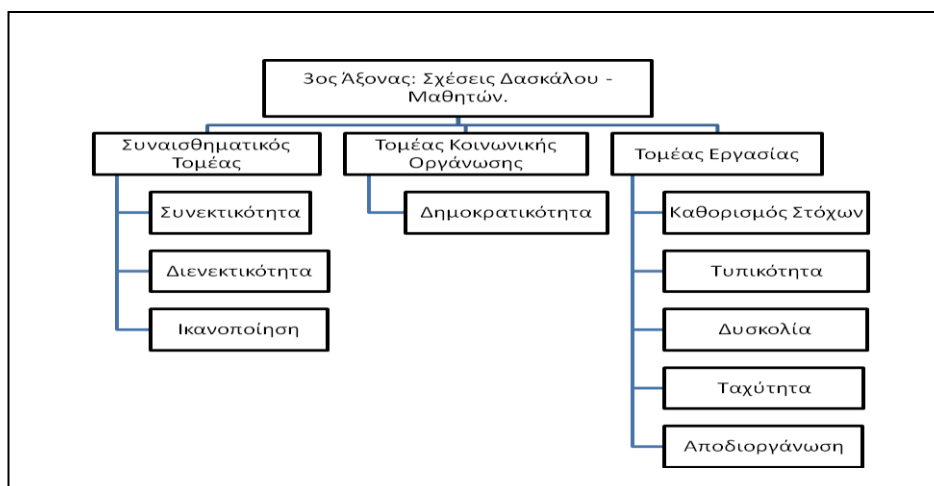 3ος Άξονας: Σχέσεις Δασκάλου -
Μαθητών.
Συναισθηματικός
Τομέας
Τομέας Κοινωνικής
Οργάνωσης
Τομέας Εργασίας
Συνεκτικότητα
Διενεκτικότητα
Ικανοποίηση
Δημοκρατικότητα
Καθορισμός Στόχων
Τυπικότητα
Δυσκολία
Ταχύτητα
Αποδιοργάνωση